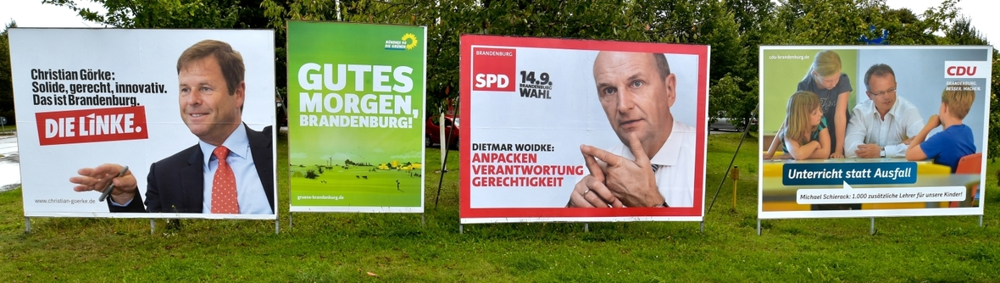 Christian Görke:
Solide, gerecht, innovativ.
Das ist Brandenburg.
DIE LINKE.
www.christian-goerke.de
BÜNDNIS 90
DIE GRÜNEN
GUTES
MORGEN,
BRANDENBURG!
gruene-brandenburg.de
BRANDENBURG
SPD
14.9.
BRANDENBURG
WAHL
DIETMAR WOIDKE:
ANPACKEN
VERANTWORTUNG
GERECHTIGKEIT
cdu-brandenburg.de
CDU
BRANDENBURG.
BESSER. MACHEN.
Unterricht statt Ausfall
Michael Schierack: 1.000 zusätzliche Lehrer für unsere Kinder!